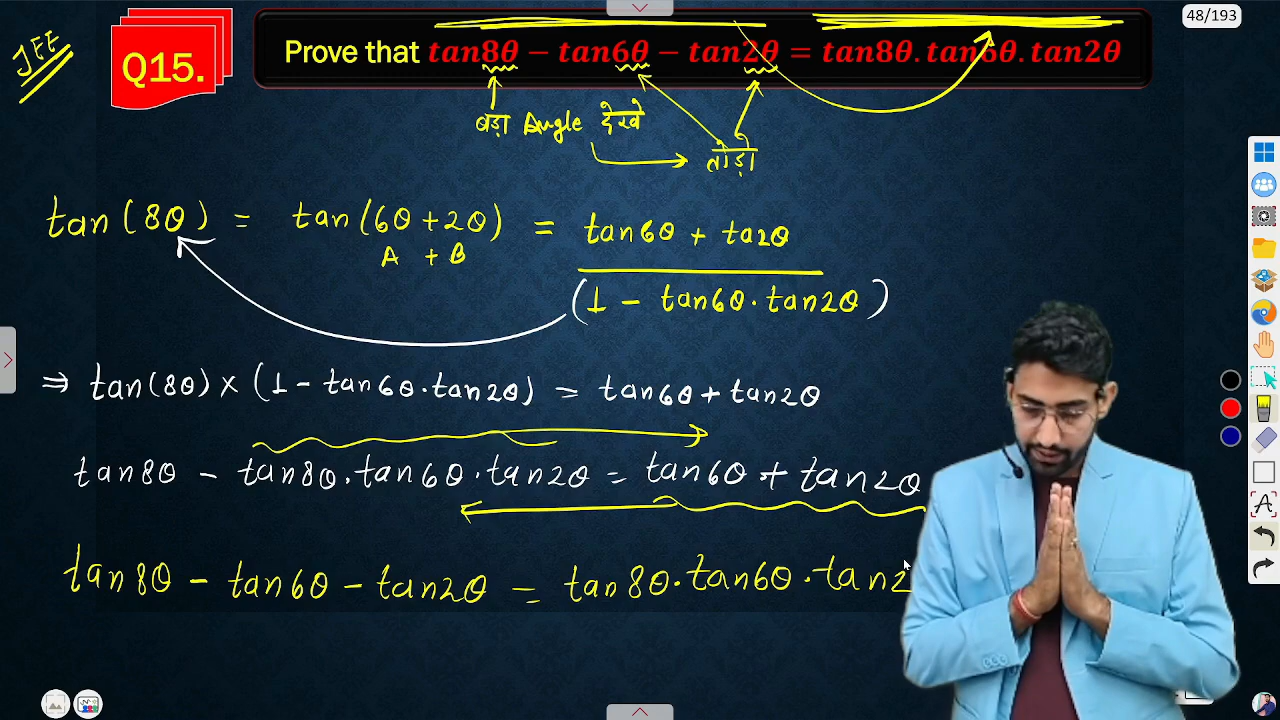 48/193
JEE
Q15.
Prove that tan8θ − tan6θ − tan2θ = tan8θ.tan6θ.tan2θ
बड़ा Angle देखे
तोड़ो
tan(8θ) = tan(6θ+2θ) = tan6θ + ta2θ
A + B
(1 − tan6θ·tan2θ)
⇒ tan(8θ) × (1 − tan6θ·tan2θ) = tan6θ + tan2θ
tan8θ − tan8θ·tan6θ·tan2θ = tan6θ + tan2θ
tan8θ − tan6θ − tan2θ = tan8θ·tan6θ·tan2